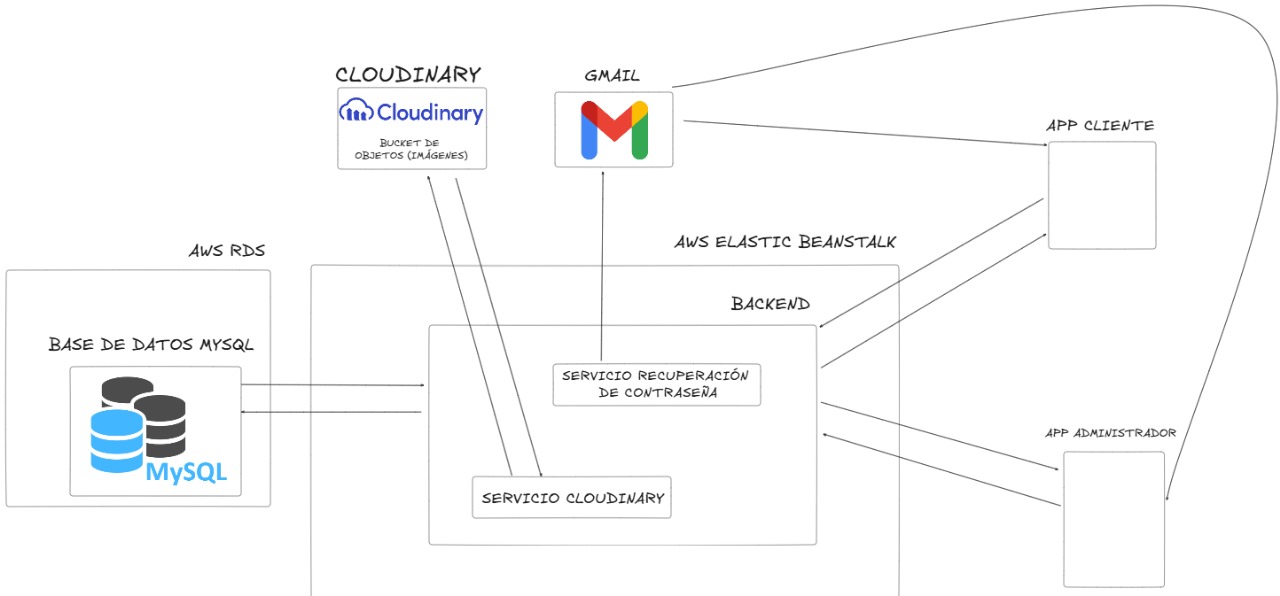 CLOUDINARY
Cloudinary
BUCKET DE
OBJETOS (IMÁGENES)
GMAIL
APP CLIENTE
AWS RDS
AWS ELASTIC BEANSTALK
BACKEND
BASE DE DATOS MYSQL
MySQL
SERVICIO RECUPERACIÓN
DE CONTRASEÑA
APP ADMINISTRADOR
SERVICIO CLOUDINARY